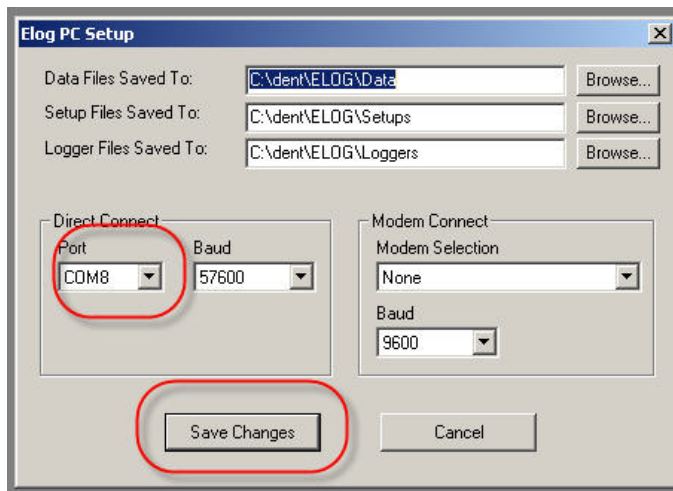 Elog PC Setup
Data Files Saved To: C:\dent\ELOG\Data Browse...
Setup Files Saved To: C:\dent\ELOG\Setups Browse...
Logger Files Saved To: C:\dent\ELOG\Loggers Browse...
Direct Connect Modem Connect
Port Baud Modem Selection
COM8 57600 None
Baud
9600
Save Changes Cancel